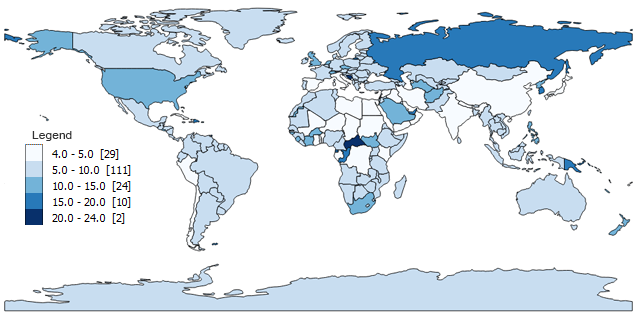 Legend
4.0 - 5.0 [29]
5.0 - 10.0 [111]
10.0 - 15.0 [24]
15.0 - 20.0 [10]
20.0 - 24.0 [2]